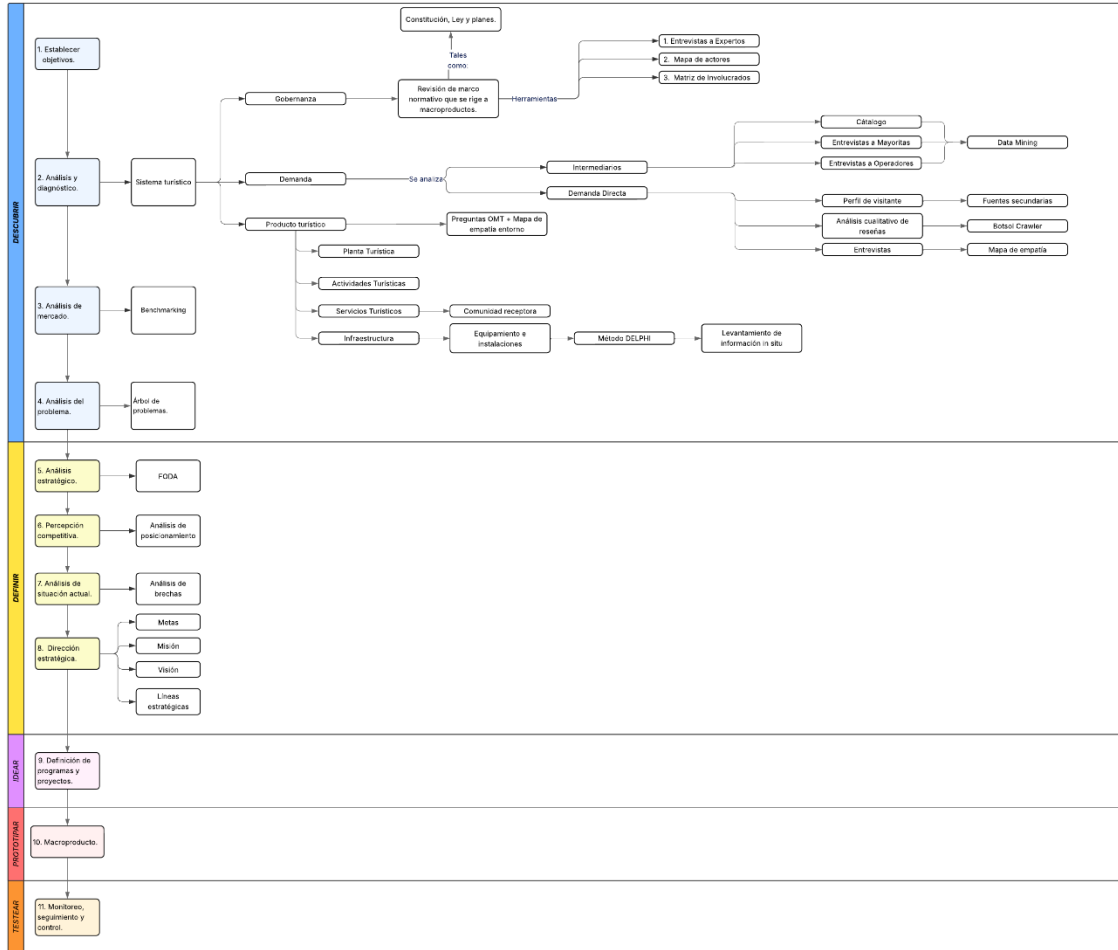 DESCUBRIR
1. Establecer
objetivos.
2. Análisis y
diagnóstico.
Sistema turístico
Gobernanza
Revisión de marco
normativo que se rige a
macroproductos.
Tales
como:
Constitución, Ley y planes.
Herramientas
1. Entrevistas a Expertos
2. Mapa de actores
3. Matriz de Involucrados
Demanda
Se analiza
Intermediarios
Cátalogo
Entrevistas a Mayoritas
Entrevistas a Operadores
Data Mining
Demanda Directa
Perfil de visitante
Fuentes secundarias
Análisis cualitativo de
reseñas
Botsol Crawler
Entrevistas
Mapa de empatía
Producto turístico
Preguntas OMT + Mapa de
empatía entorno
Planta Turística
Actividades Turísticas
Servicios Turísticos
Comunidad receptora
Infraestructura
Equipamiento e
instalaciones
Método DELPHI
Levantamiento de
información in situ
3. Análisis de
mercado.
Benchmarking
4. Análisis del
problema.
Árbol de
problemas.
DEFINIR
5. Análisis
estratégico.
FODA
6. Percepción
competitiva.
Análisis de
posicionamiento
7. Análisis de
situación actual.
Análisis de
brechas
8. Dirección
estratégica.
Metas
Misión
Visión
Líneas
estratégicas
IDEAR
9. Definición de
programas y
proyectos.
PROTOTIPAR
10. Macroproducto.
TESTEAR
11. Monitoreo,
seguimiento y
control.